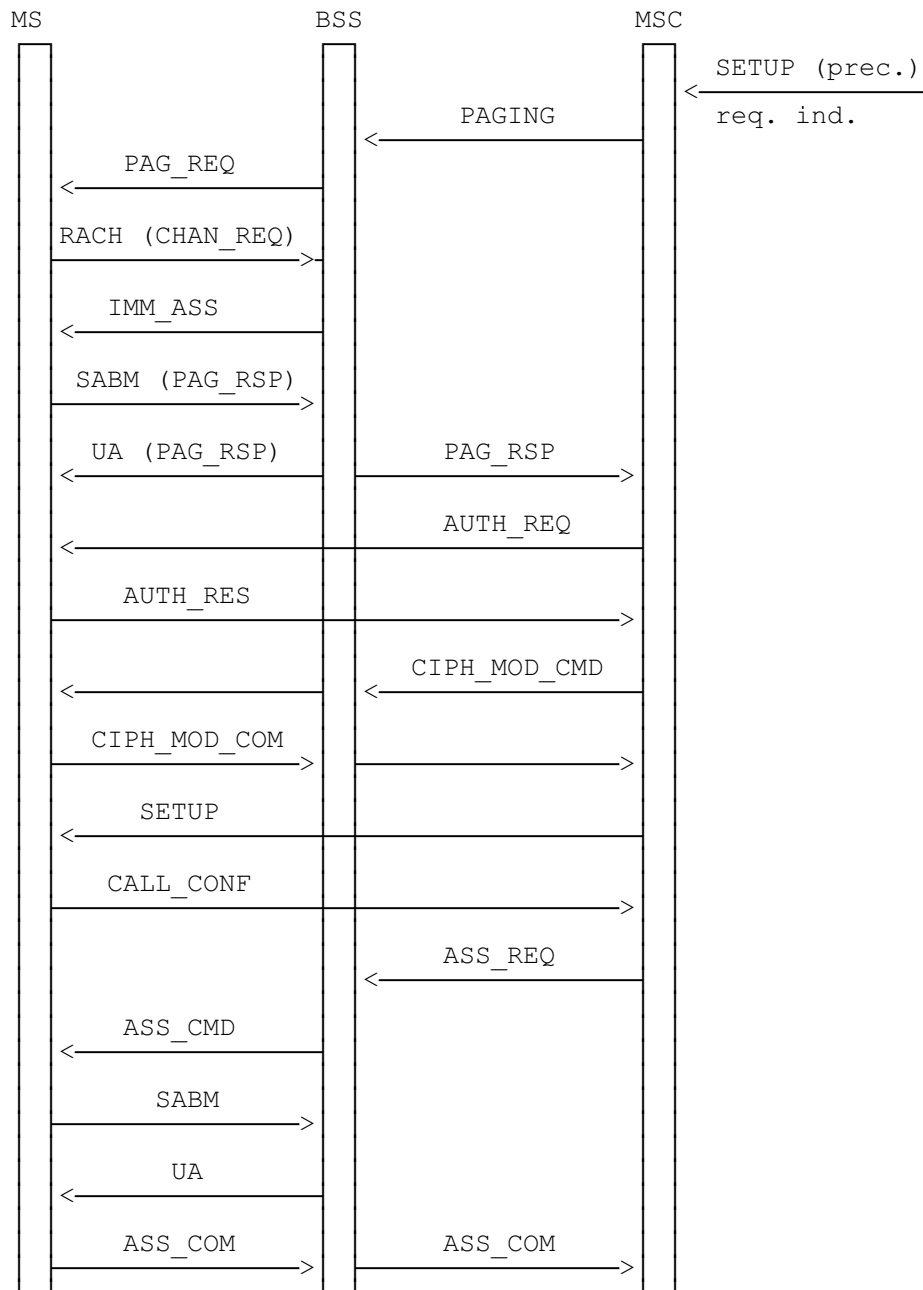 MS BSS MSC
SETUP (prec.)
PAGING req. ind.
PAG_REQ
RACH (CHAN_REQ)
IMM_ASS
SABM (PAG_RSP)
UA (PAG_RSP) PAG_RSP
AUTH_REQ
AUTH_RES
CIPH_MOD_CMD
CIPH_MOD_COM
SETUP
CALL_CONF
ASS_REQ
ASS_CMD
SABM
UA
ASS_COM ASS_COM